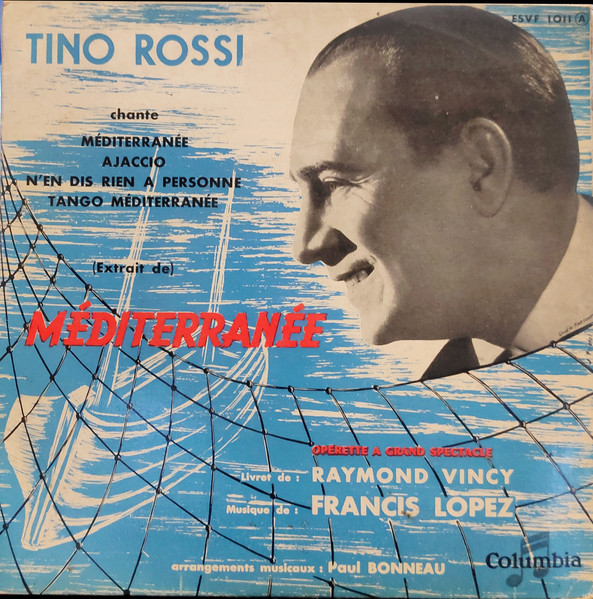 ESVF 1011 Ⓐ
TINO ROSSI
chante
MÉDITERRANÉE
AJACCIO
N'EN DIS RIEN A PERSONNE
TANGO MÉDITERRANÉE
(Extrait de)
MÉDITERRANÉE
OPÉRETTE A GRAND SPECTACLE
Livret de : RAYMOND VINCY
Musique de : FRANCIS LOPEZ
Columbia
arrangements musicaux : Paul BONNEAU